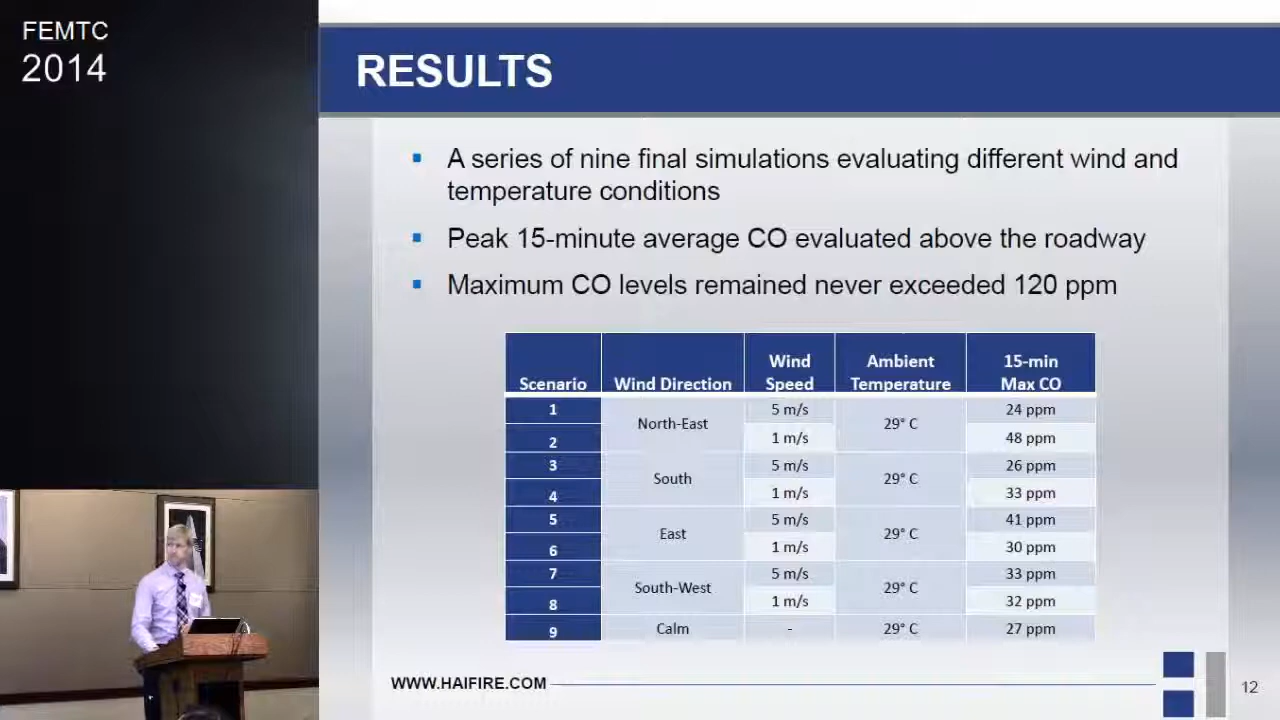 FEMTC
2014
RESULTS
A series of nine final simulations evaluating different wind and
temperature conditions
Peak 15-minute average CO evaluated above the roadway
Maximum CO levels remained never exceeded 120 ppm
Scenario Wind Direction Wind Speed Ambient Temperature 15-min Max CO
1 North-East 5 m/s 29° C 24 ppm
2 1 m/s 48 ppm
3 South 5 m/s 29° C 26 ppm
4 1 m/s 33 ppm
5 East 5 m/s 29° C 41 ppm
6 1 m/s 30 ppm
7 South-West 5 m/s 29° C 33 ppm
8 1 m/s 32 ppm
9 Calm - 29° C 27 ppm
WWW.HAIFIRE.COM
12